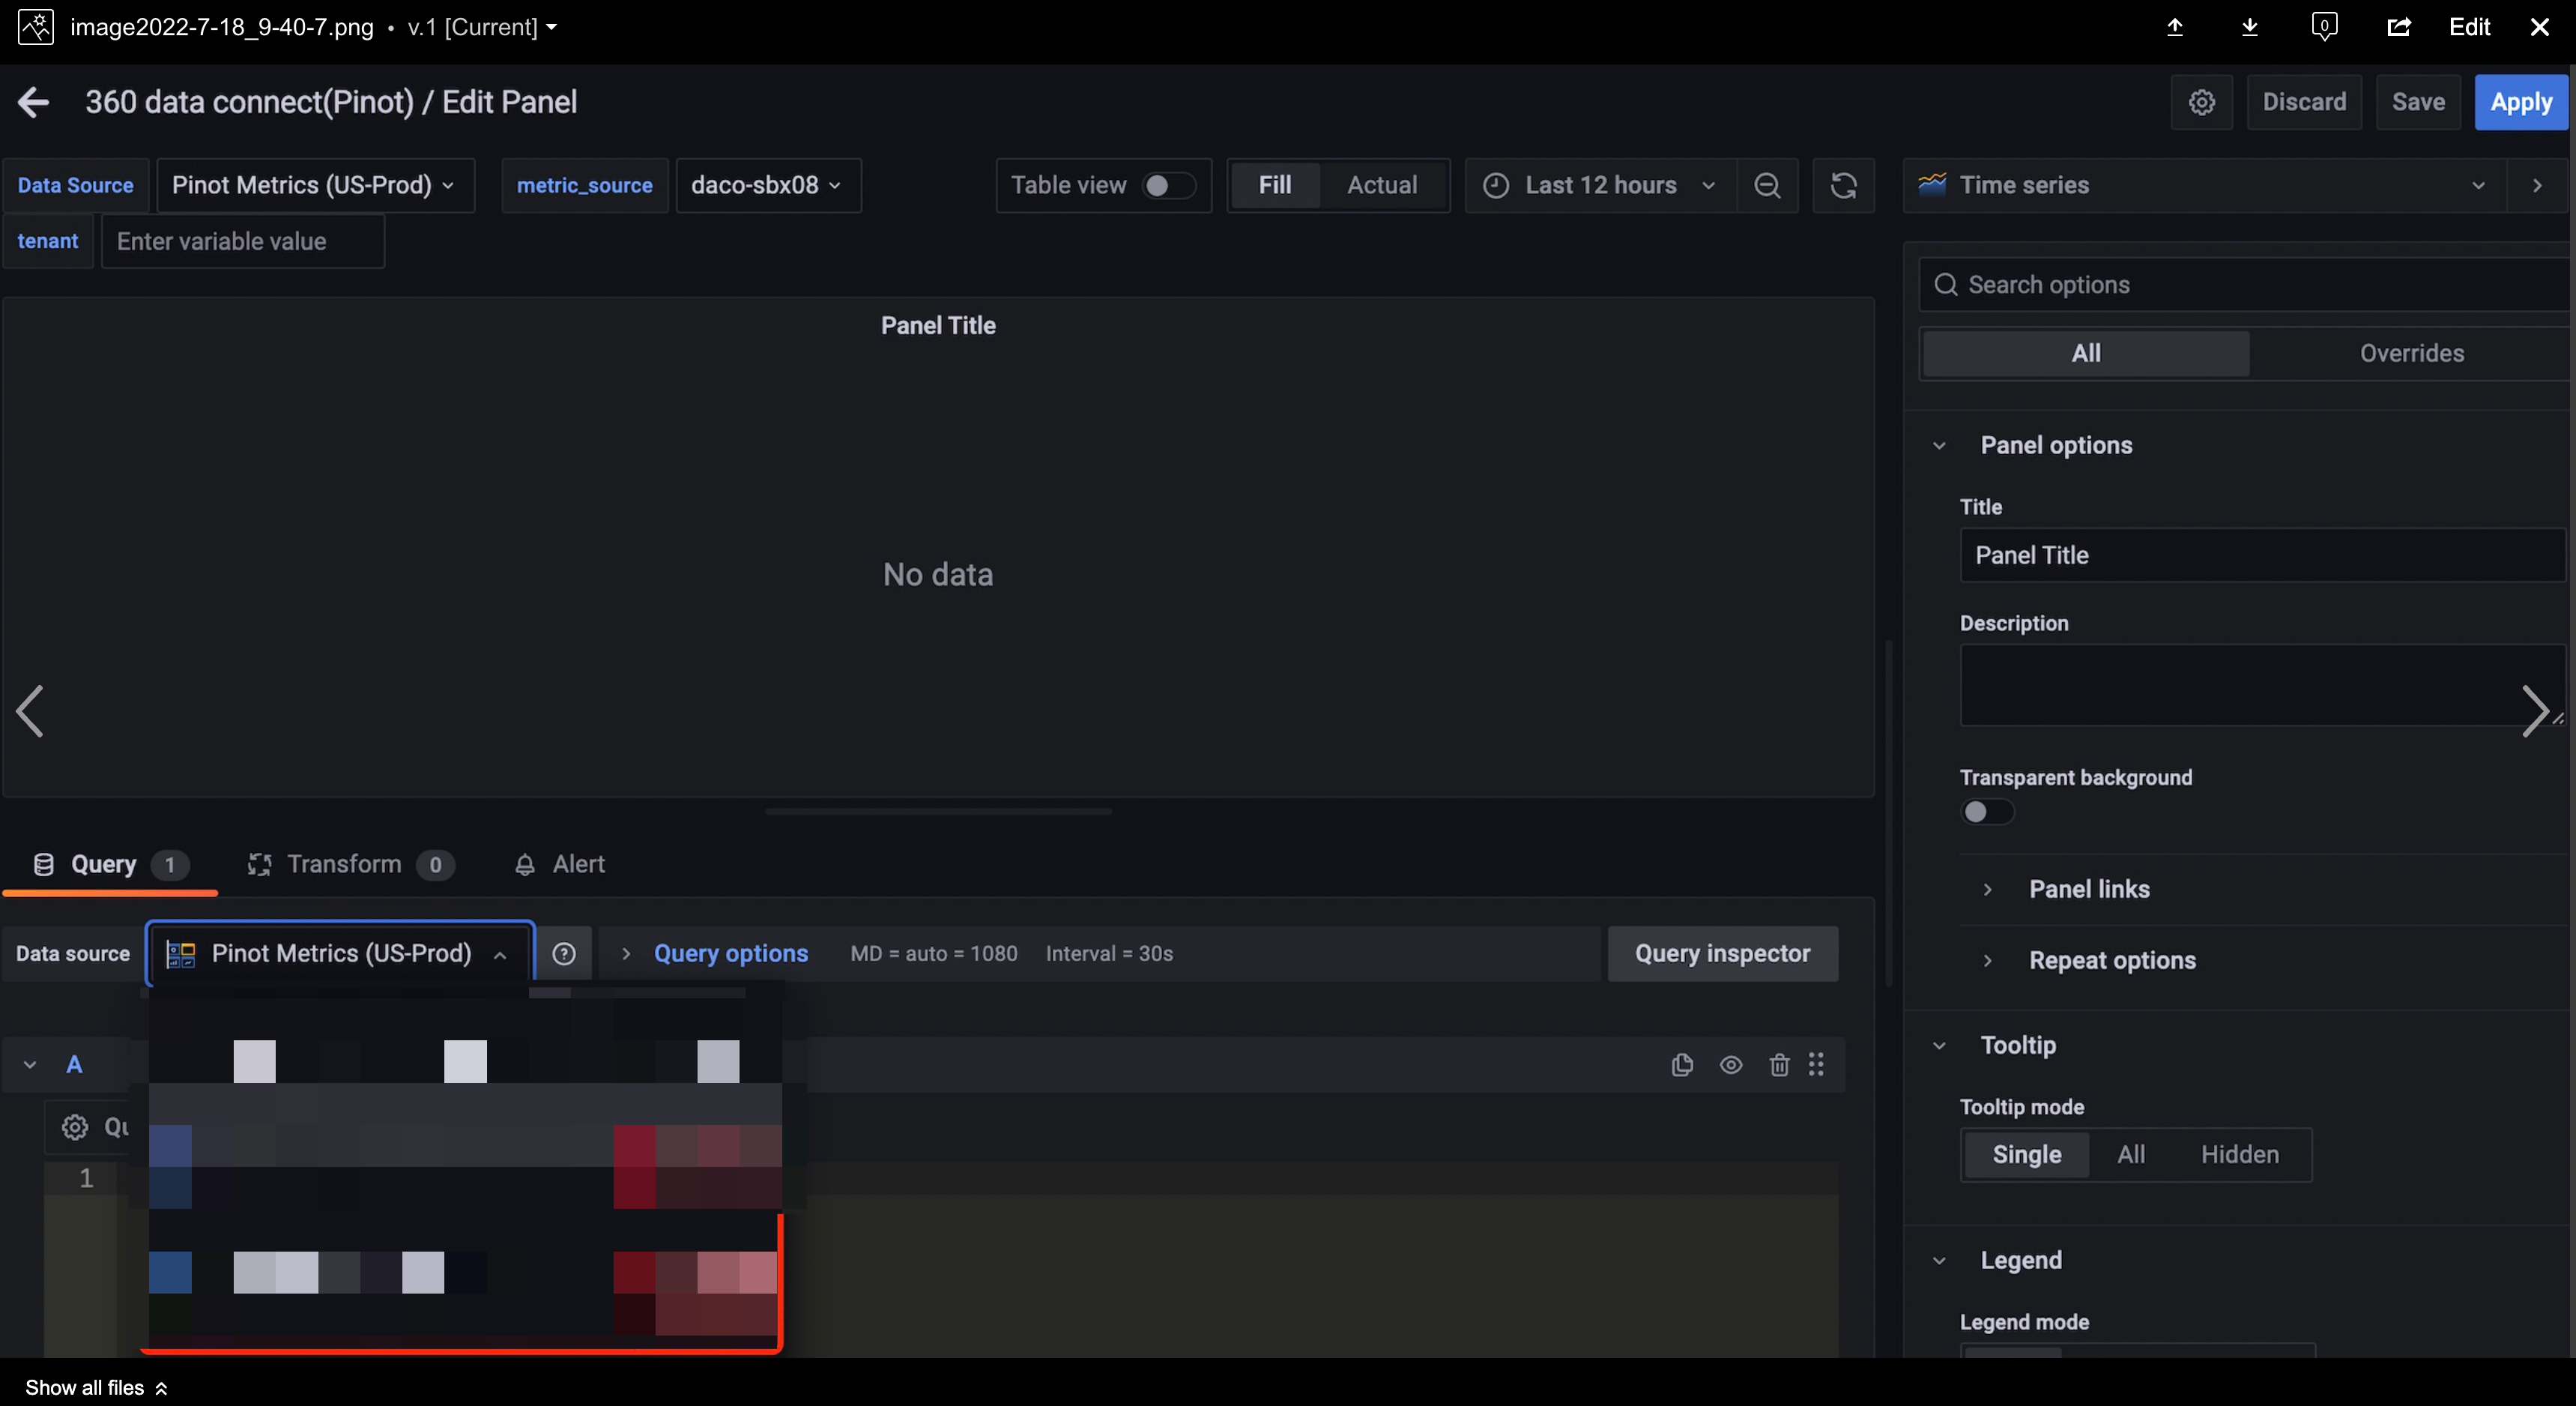 image2022-7-18_9-40-7.png • v.1 [Current]
0
Edit
360 data connect(Pinot) / Edit Panel
Discard
Save
Apply
Data Source
Pinot Metrics (US-Prod)
metric_source
daco-sbx08
Table view
Fill
Actual
Last 12 hours
Time series
tenant
Enter variable value
Search options
Panel Title
All
Overrides
No data
Panel options
Title
Panel Title
Description
Transparent background
Panel links
Repeat options
Query 1
Transform 0
Alert
Data source
Pinot Metrics (US-Prod)
Query options
MD = auto = 1080
Interval = 30s
Query inspector
A
1
Tooltip
Tooltip mode
Single
All
Hidden
Legend
Legend mode
Show all files